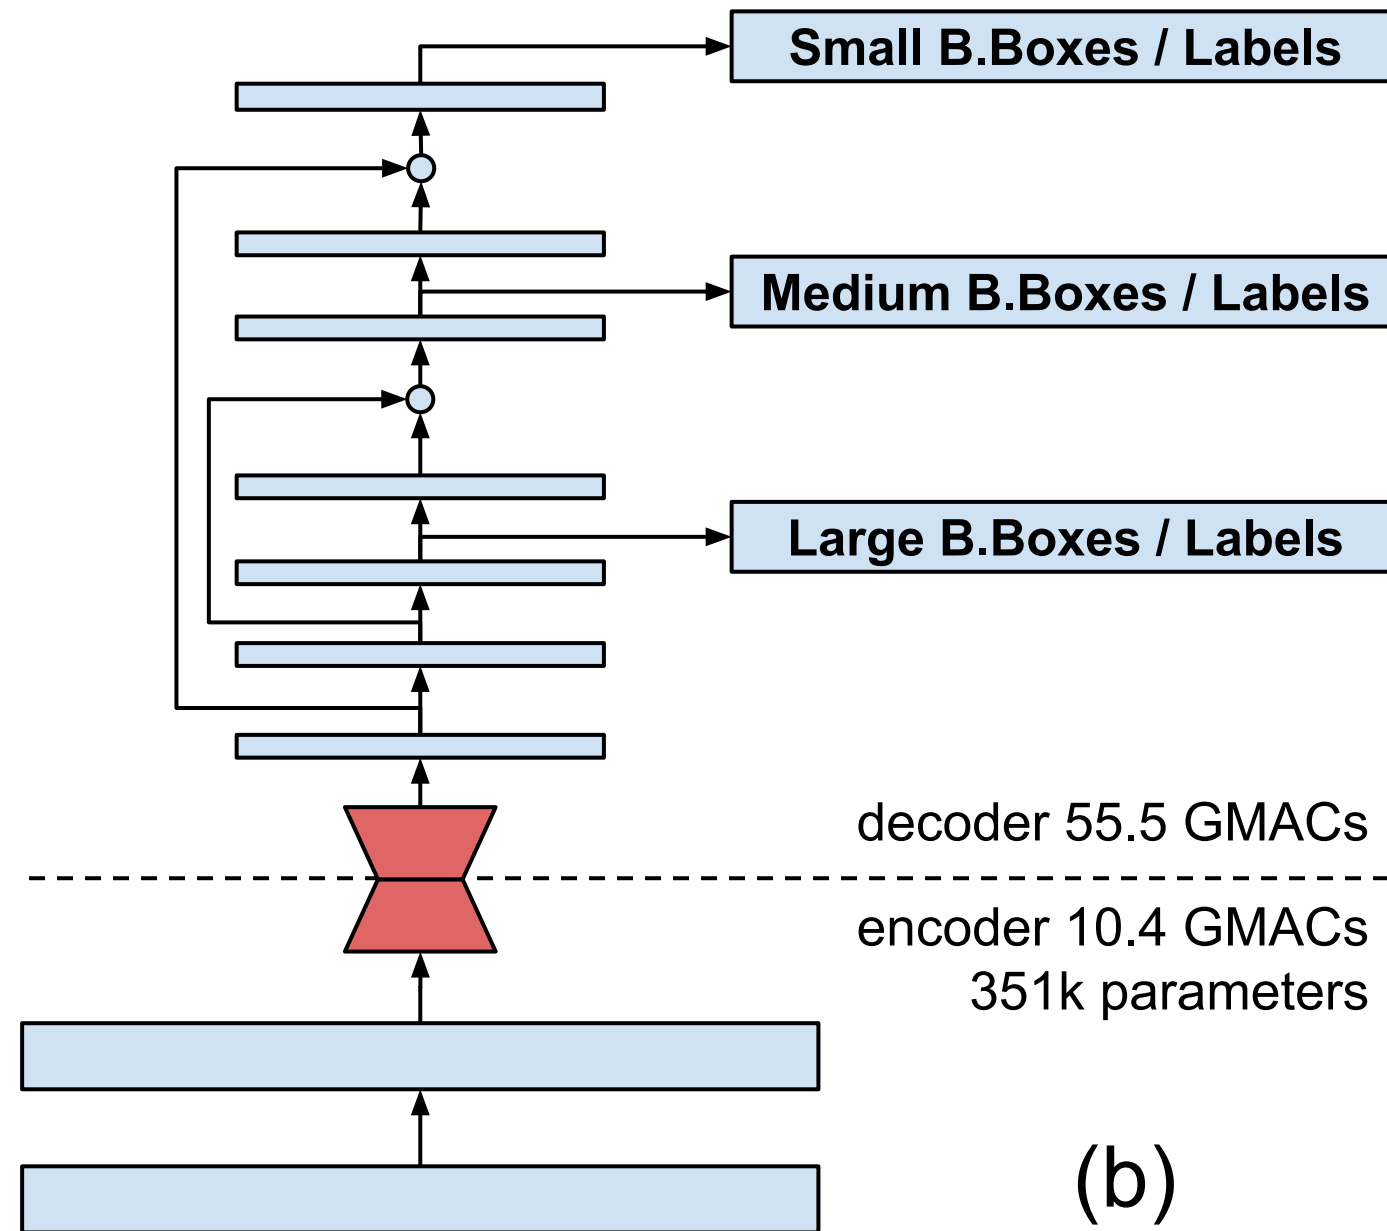 Small B.Boxes / Labels
Medium B.Boxes / Labels
Large B.Boxes / Labels
decoder 55.5 GMACs
encoder 10.4 GMACs
351k parameters
(b)